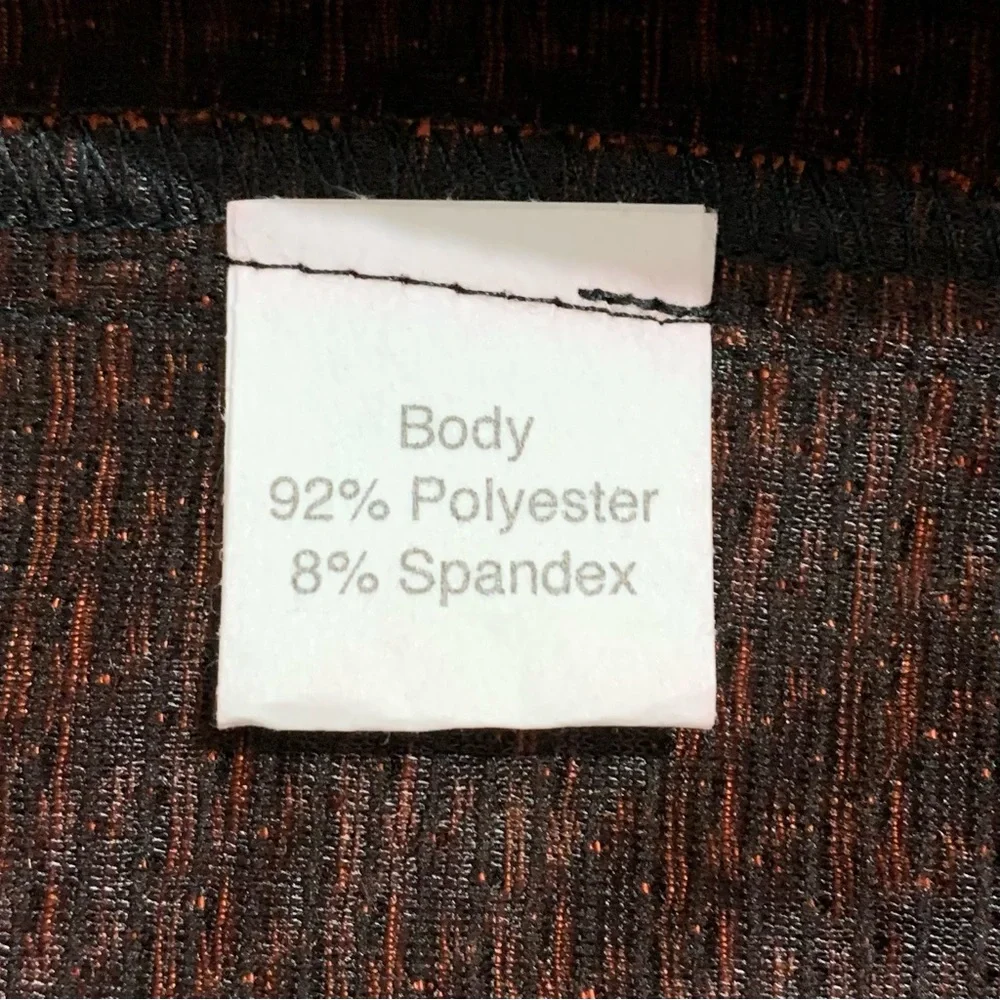 Body
92% Polyester
8% Spandex